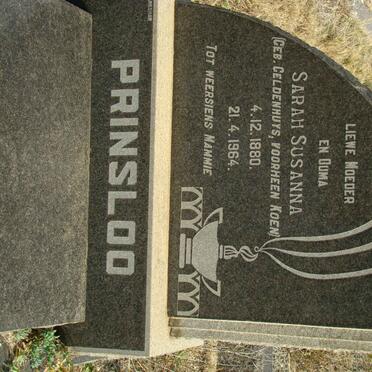 LIEWE MOEDER
EN OUMA
SARAH SUSANNA
(GEB. GELDENHUYS, VOORHEEN KOEN)
4.12.1880.
21.4.1964.
TOT WEERSIENS MAMMIE
PRINSLOO